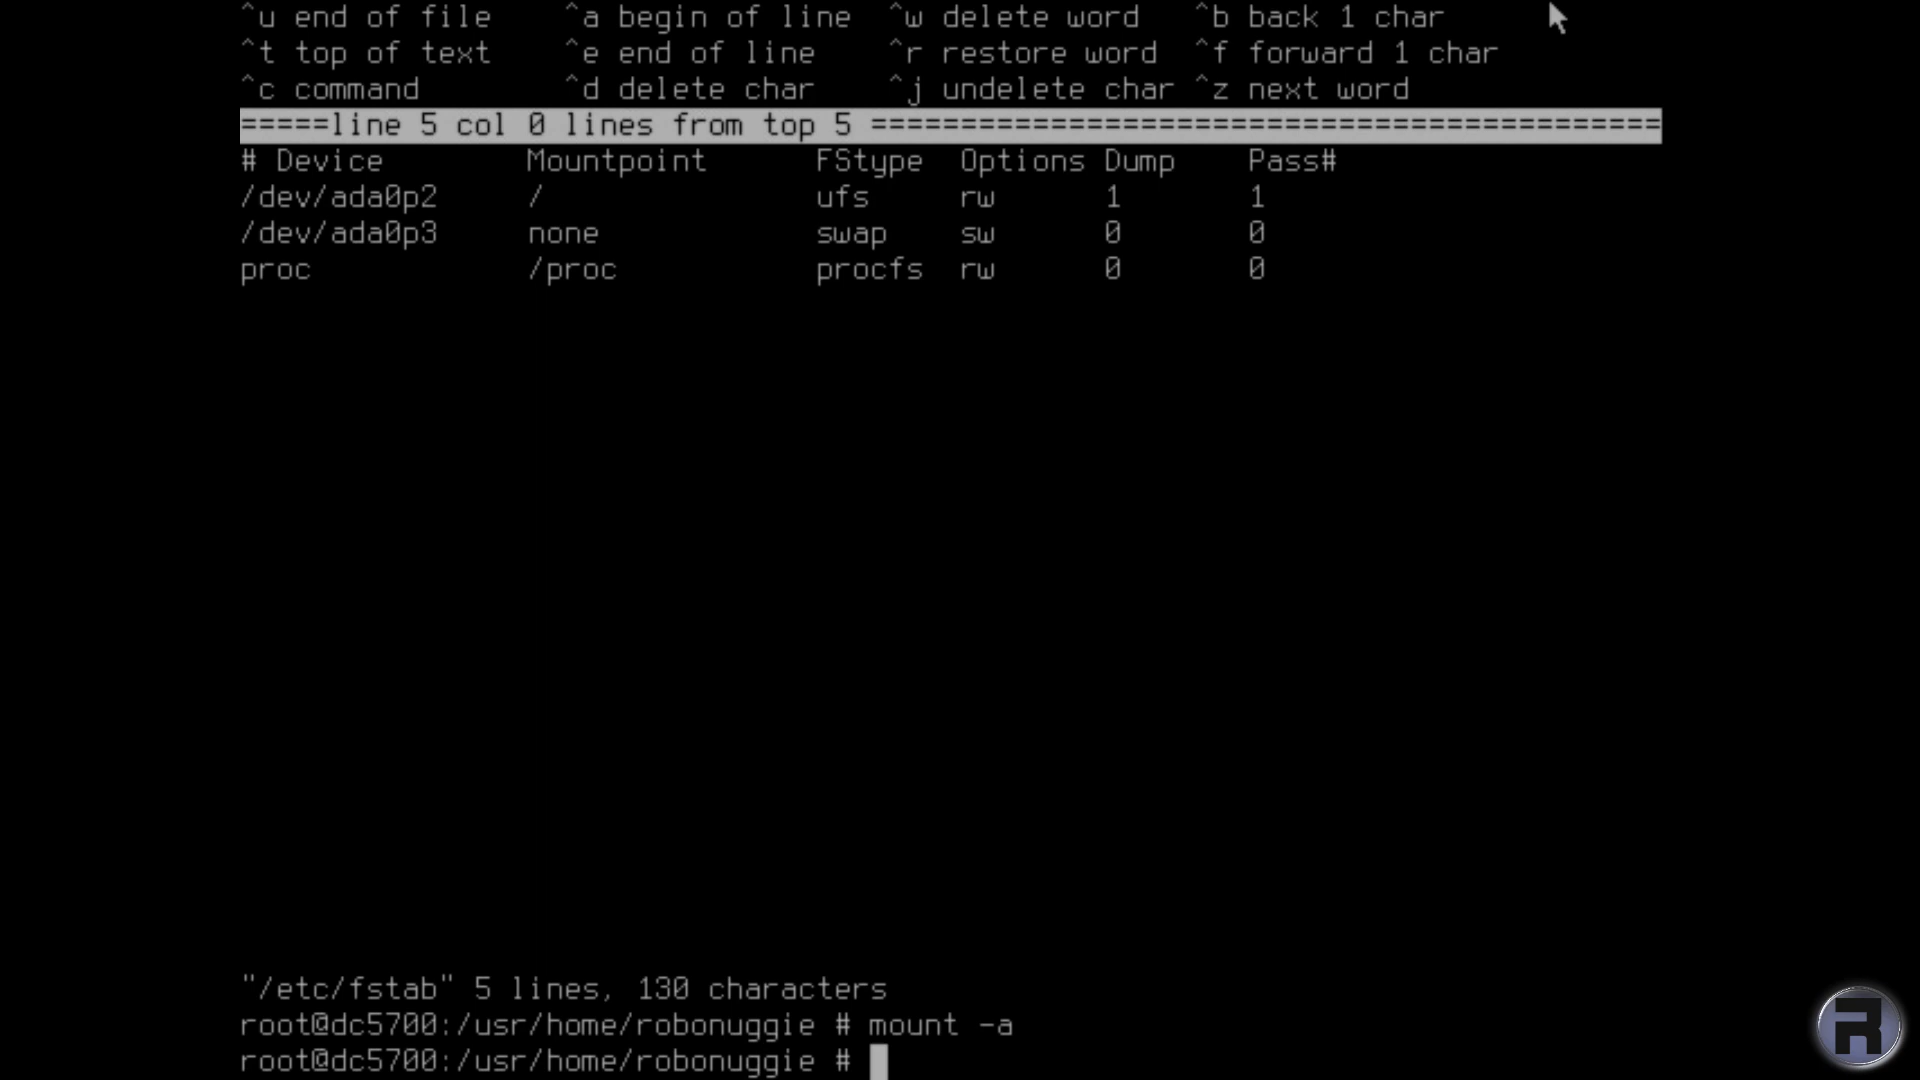 ^u end of file ^a begin of line ^w delete word ^b back 1 char
^t top of text ^e end of line ^r restore word ^f forward 1 char
^c command ^d delete char ^j undelete char ^z next word
=====line 5 col 0 lines from top 5 ============================================
# Device Mountpoint FStype Options Dump Pass#
/dev/ada0p2 / ufs rw 1 1
/dev/ada0p3 none swap sw 0 0
proc /proc procfs rw 0 0
"/etc/fstab" 5 lines, 130 characters
root@dc5700:/usr/home/robonuggie # mount -a
root@dc5700:/usr/home/robonuggie #
R